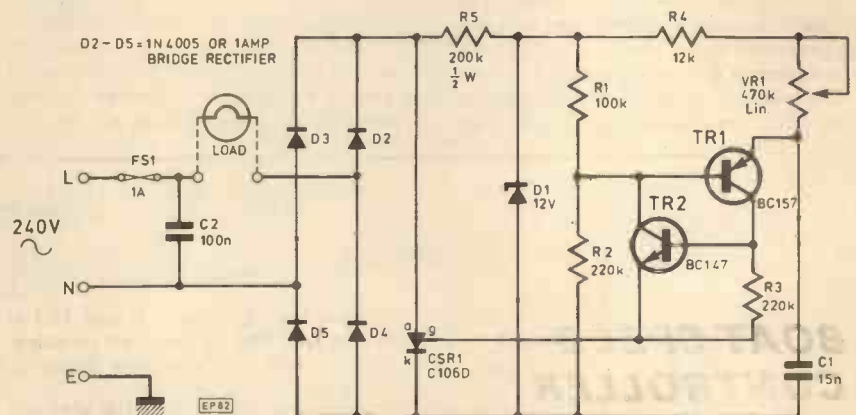 D2-D5=1N4005 OR 1AMP
BRIDGE RECTIFIER
LOAD
L
FS1
1A
C2
100n
240V
N
E
EP82
D3
D2
D5
D4
R5
200k
½ W
a
g
k
CSR1
C106D
D1
12V
R1
100k
R2
220k
R4
12k
VR1
470k
Lin.
TR1
BC157
TR2
BC147
R3
220k
C1
15n